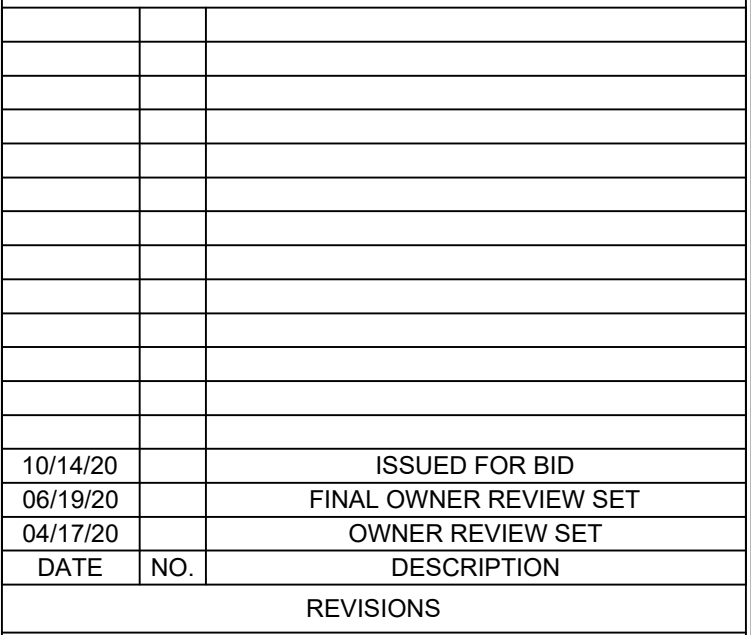 10/14/20 ISSUED FOR BID
06/19/20 FINAL OWNER REVIEW SET
04/17/20 OWNER REVIEW SET
DATE NO. DESCRIPTION
REVISIONS